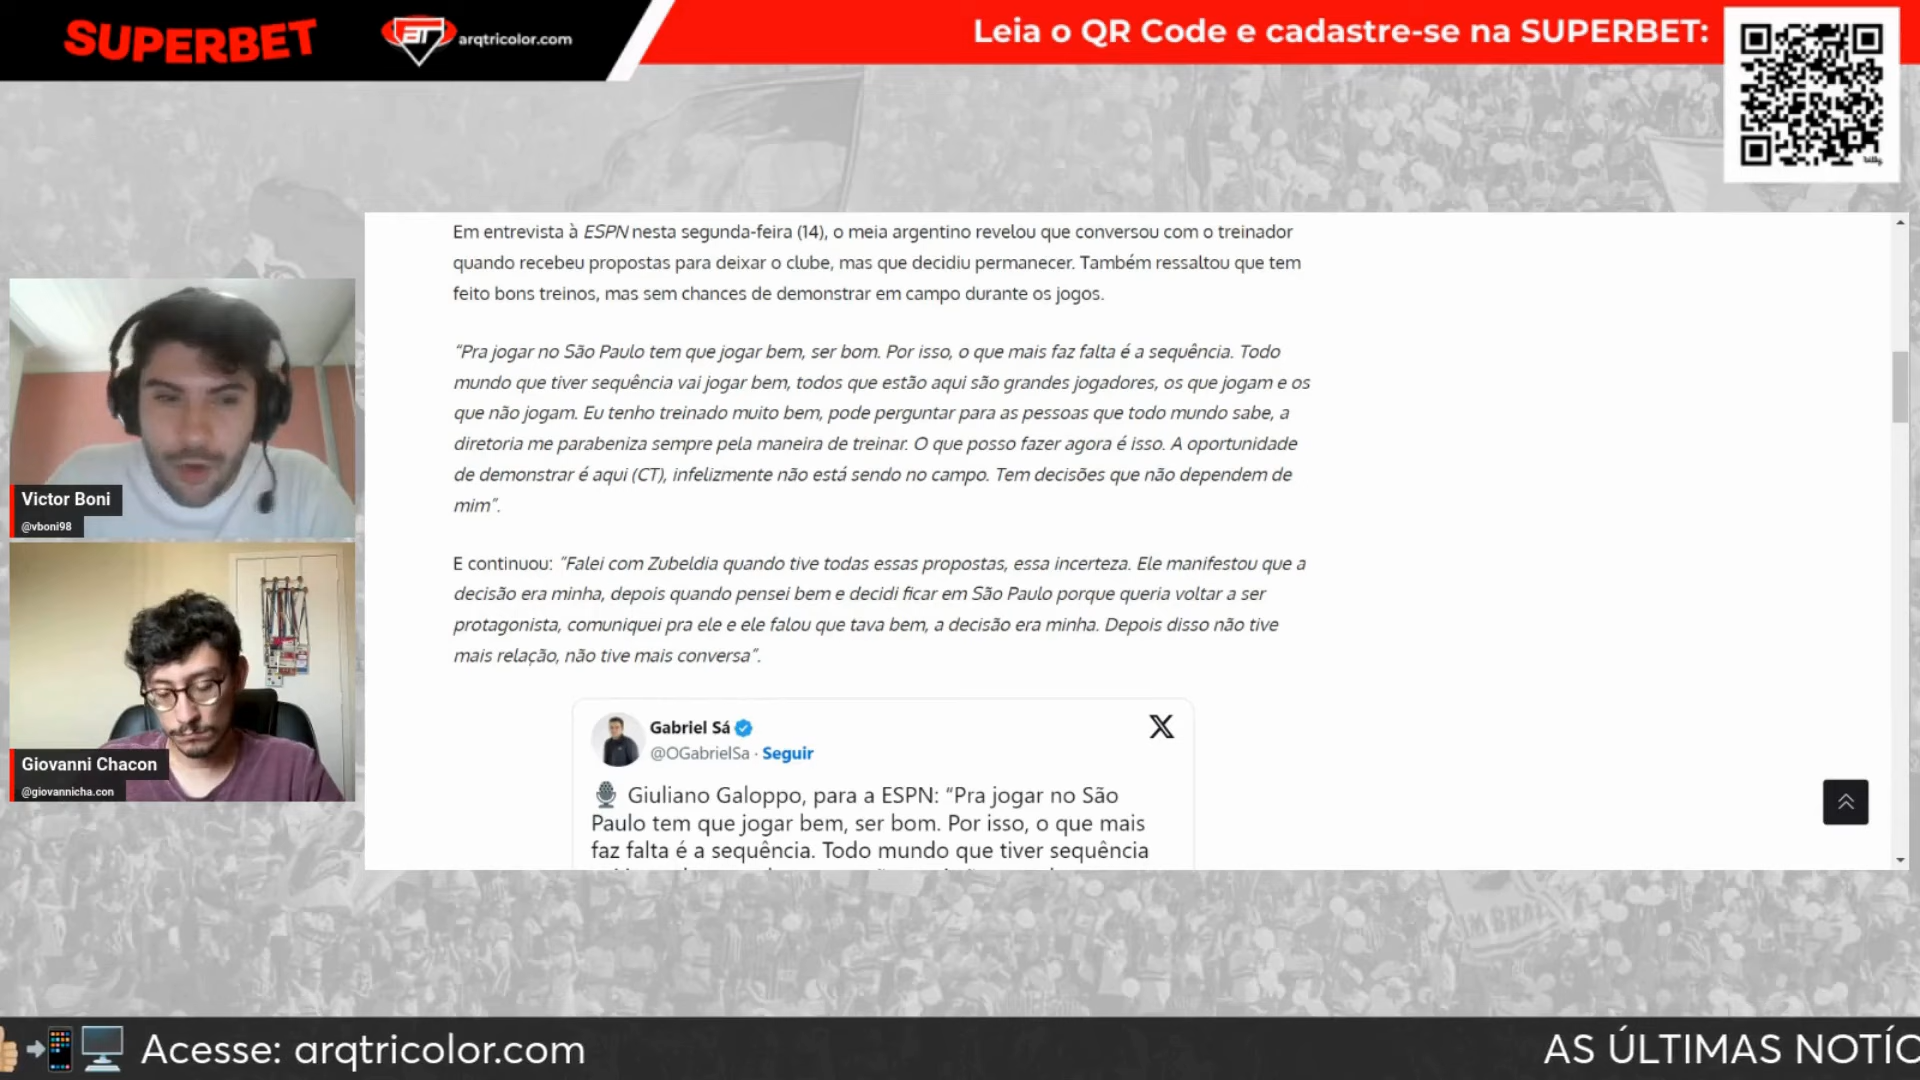 SUPERBET
arqtricolor.com
Leia o QR Code e cadastre-se na SUPERBET:
Em entrevista à ESPN nesta segunda-feira (14), o meia argentino revelou que conversou com o treinador
quando recebeu propostas para deixar o clube, mas que decidiu permanecer. Também ressaltou que tem
feito bons treinos, mas sem chances de demonstrar em campo durante os jogos.
“Pra jogar no São Paulo tem que jogar bem, ser bom. Por isso, o que mais faz falta é a sequência. Todo
mundo que tiver sequência vai jogar bem, todos que estão aqui são grandes jogadores, os que jogam e os
que não jogam. Eu tenho treinado muito bem, pode perguntar para as pessoas que todo mundo sabe, a
diretoria me parabeniza sempre pela maneira de treinar. O que posso fazer agora é isso. A oportunidade
de demonstrar é aqui (CT), infelizmente não está sendo no campo. Tem decisões que não dependem de
mim”.
E continuou: “Falei com Zubeldia quando tive todas essas propostas, essa incerteza. Ele manifestou que a
decisão era minha, depois quando pensei bem e decidi ficar em São Paulo porque queria voltar a ser
protagonista, comuniquei pra ele e ele falou que tava bem, a decisão era minha. Depois disso não tive
mais relação, não tive mais conversa”.
Gabriel Sá
@OGabrielSa · Seguir
Giuliano Galoppo, para a ESPN: “Pra jogar no São
Paulo tem que jogar bem, ser bom. Por isso, o que mais
faz falta é a sequência. Todo mundo que tiver sequência
Victor Boni
@vboni98
Giovanni Chacon
@giovannicha.con
Acesse: arqtricolor.com
AS ÚLTIMAS NOTÍC